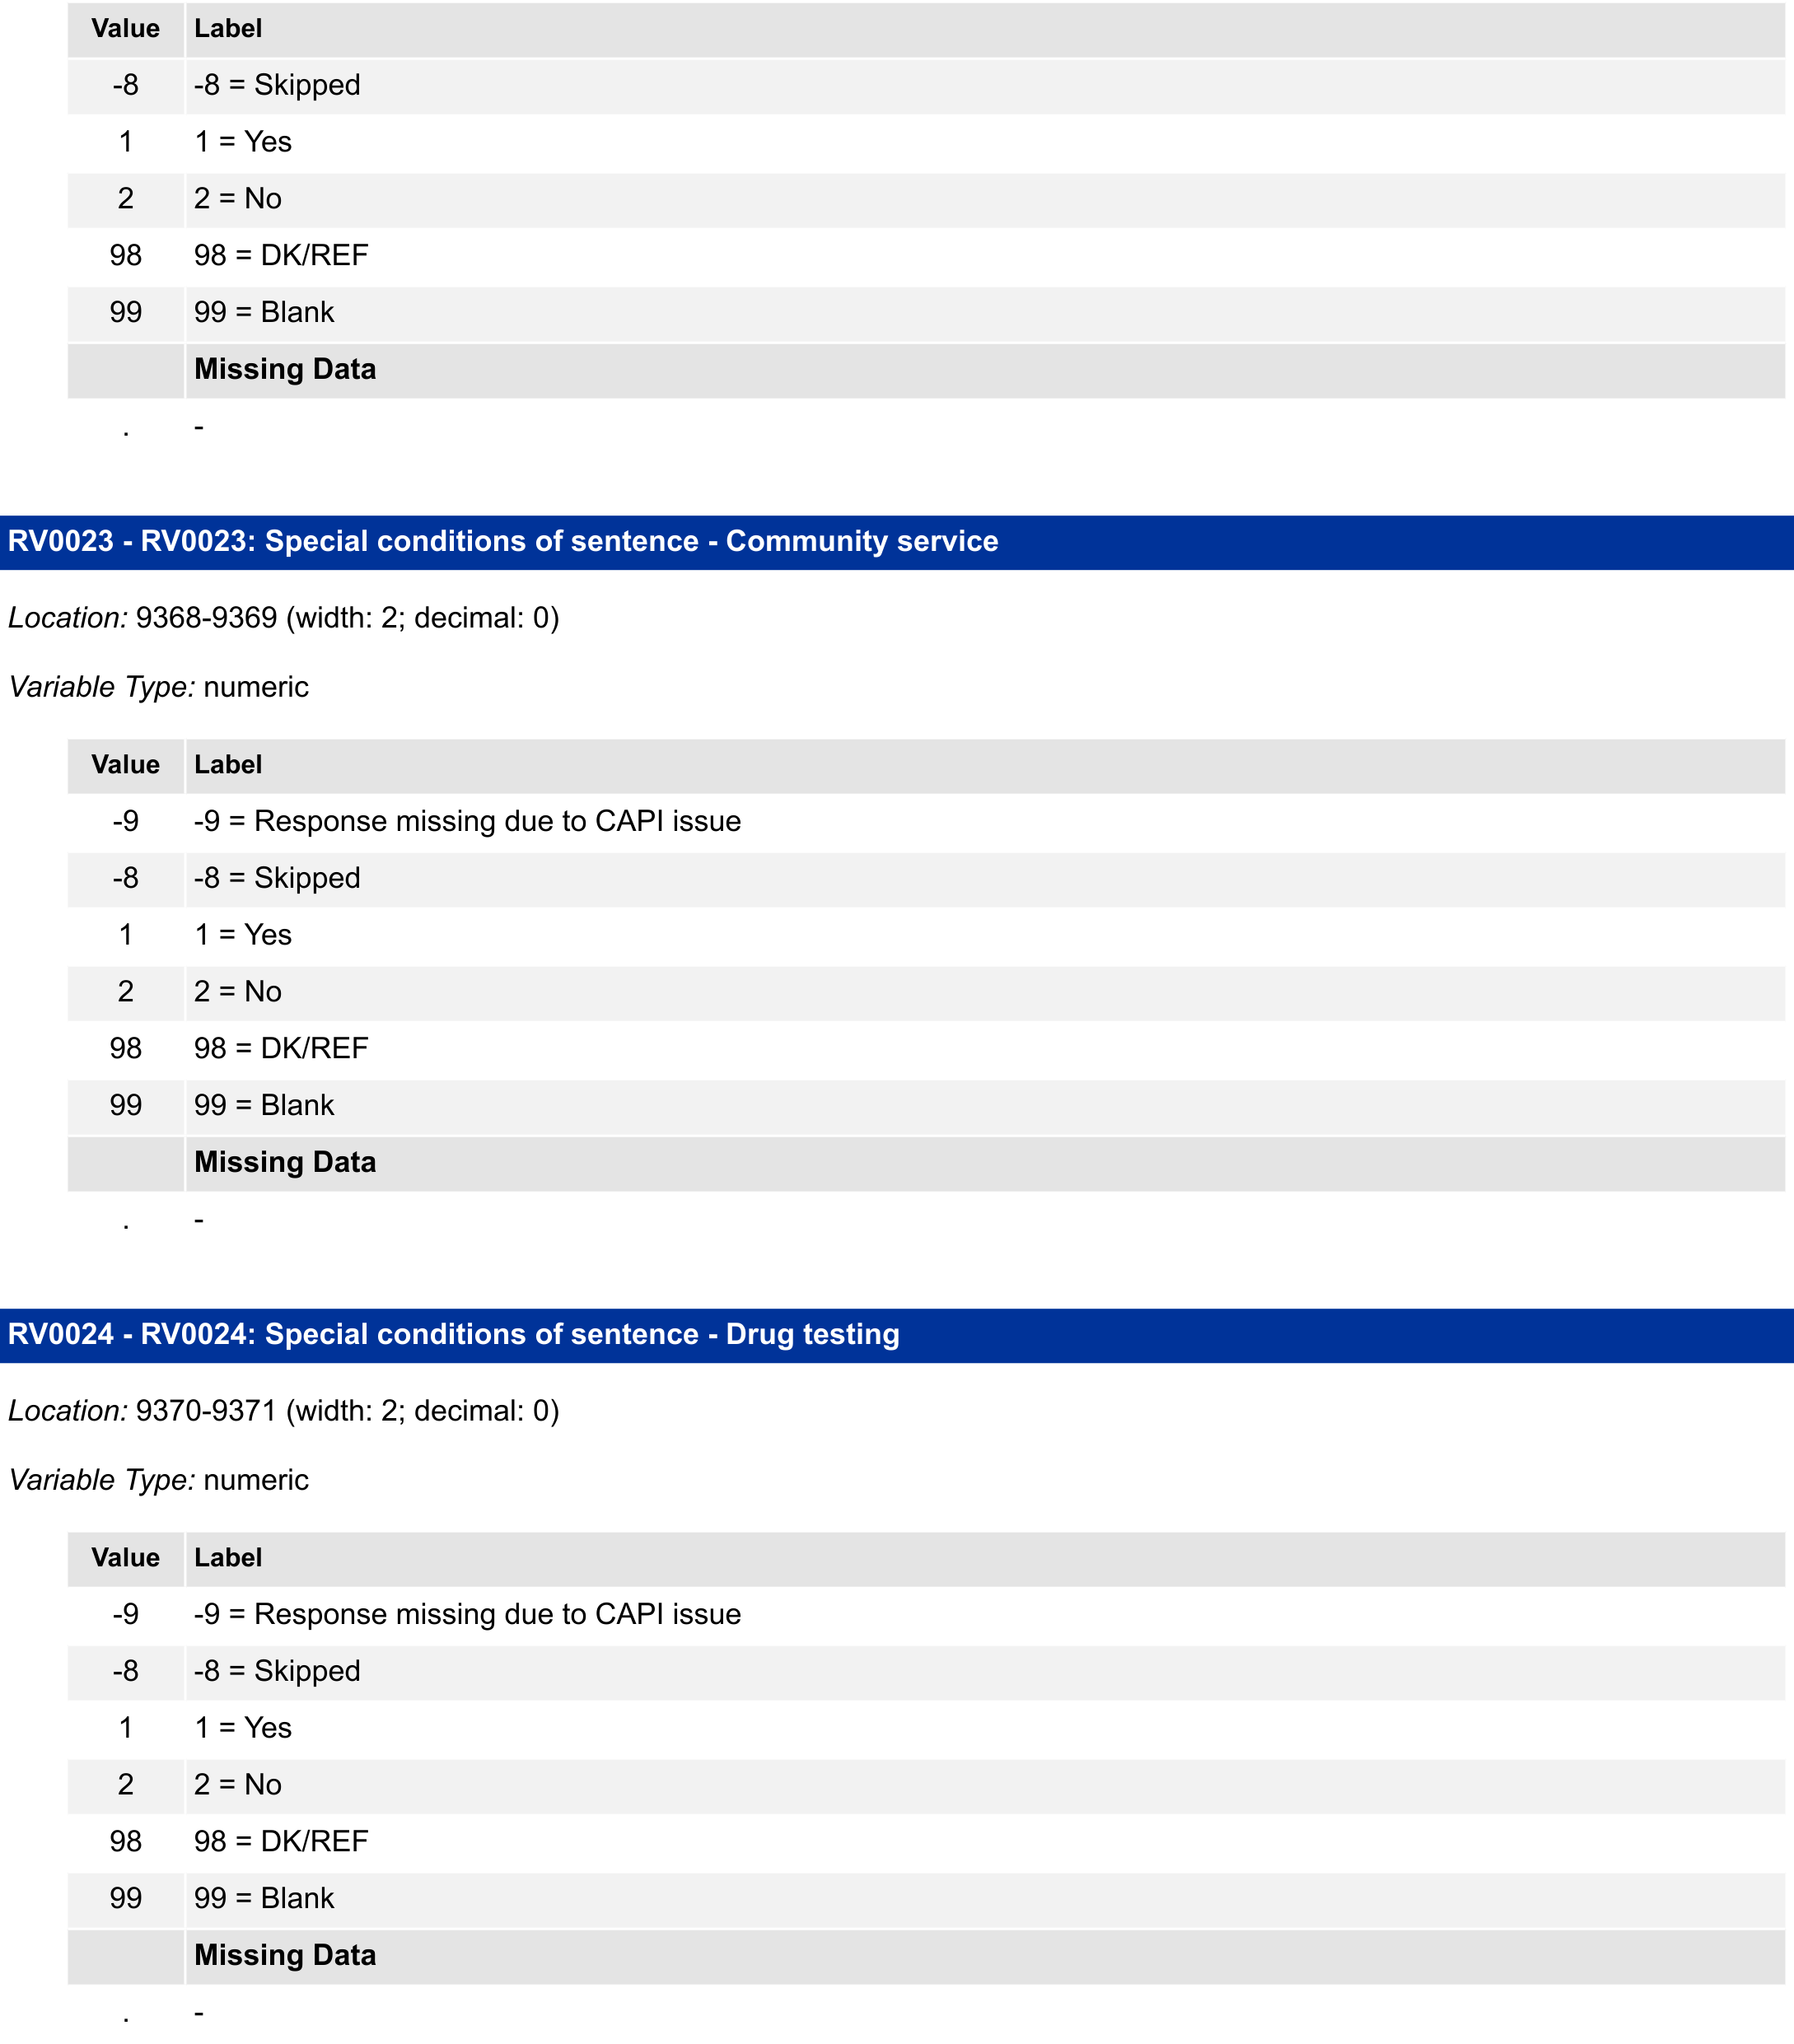 Value Label
-8 -8 = Skipped
1 1 = Yes
2 2 = No
98 98 = DK/REF
99 99 = Blank
Missing Data
. -
RV0023 - RV0023: Special conditions of sentence - Community service
Location: 9368-9369 (width: 2; decimal: 0)
Variable Type: numeric
Value Label
-9 -9 = Response missing due to CAPI issue
-8 -8 = Skipped
1 1 = Yes
2 2 = No
98 98 = DK/REF
99 99 = Blank
Missing Data
. -
RV0024 - RV0024: Special conditions of sentence - Drug testing
Location: 9370-9371 (width: 2; decimal: 0)
Variable Type: numeric
Value Label
-9 -9 = Response missing due to CAPI issue
-8 -8 = Skipped
1 1 = Yes
2 2 = No
98 98 = DK/REF
99 99 = Blank
Missing Data
. -